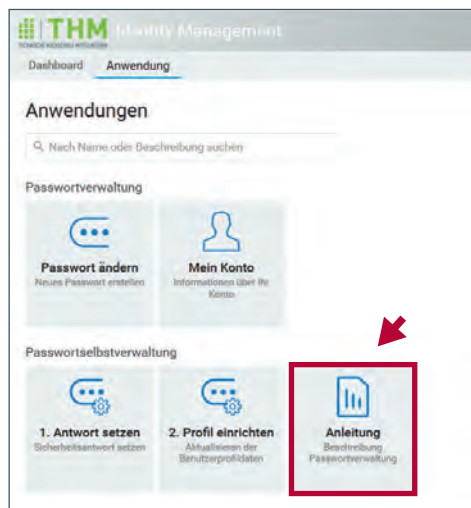 THM Identity Management
TECHNISCHE HOCHSCHULE MITTELHESSEN
Dashboard Anwendung
Anwendungen
Nach Name oder Beschreibung suchen
Passwortverwaltung
Passwort ändern
Neues Passwort erstellen
Mein Konto
Informationen über Ihr
Konto
Passwortselbstverwaltung
1. Antwort setzen
Sicherheitsantwort setzen
2. Profil einrichten
Aktualisieren der
Benutzerprofildaten
Anleitung
Beschreibung
Passwortverwaltung